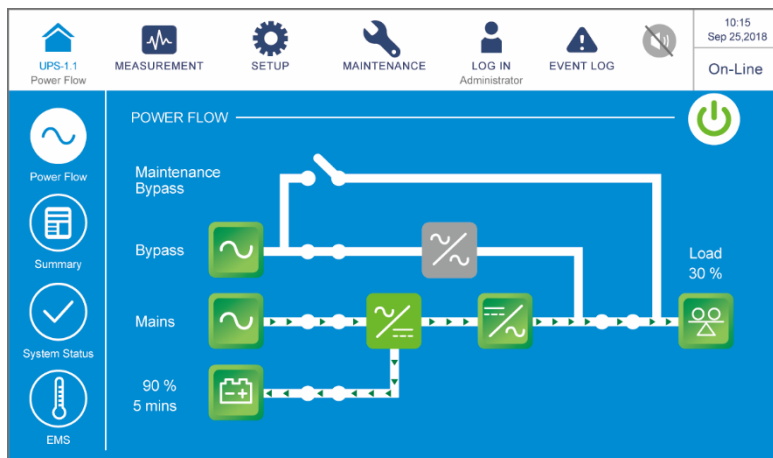 UPS-1.1
Power Flow
MEASUREMENT
SETUP
MAINTENANCE
LOG IN
Administrator
EVENT LOG
10:15
Sep 25,2018
On-Line
POWER FLOW
Power Flow
Summary
System Status
EMS
Maintenance
Bypass
Bypass
Load
30 %
Mains
90 %
5 mins